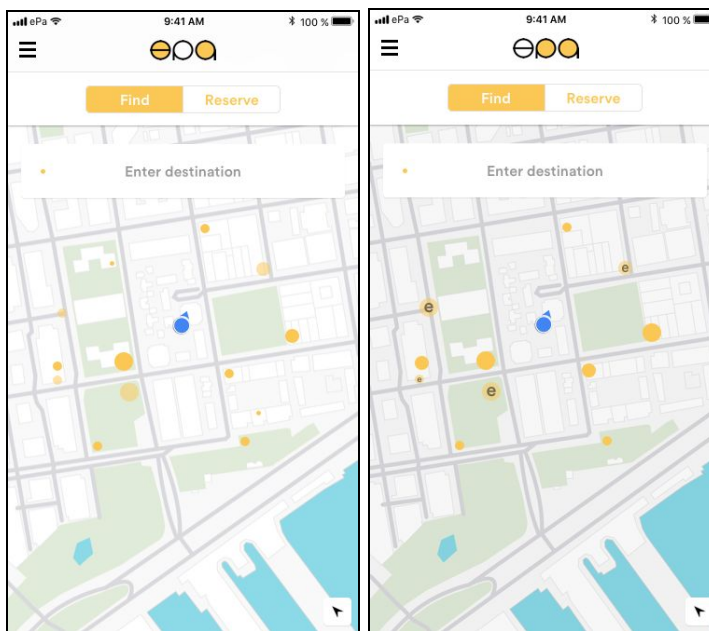 ePa 9:41 AM 100 %
epa
Find Reserve
Enter destination
ePa 9:41 AM 100 %
epa
Find Reserve
Enter destination
e
e
e
e